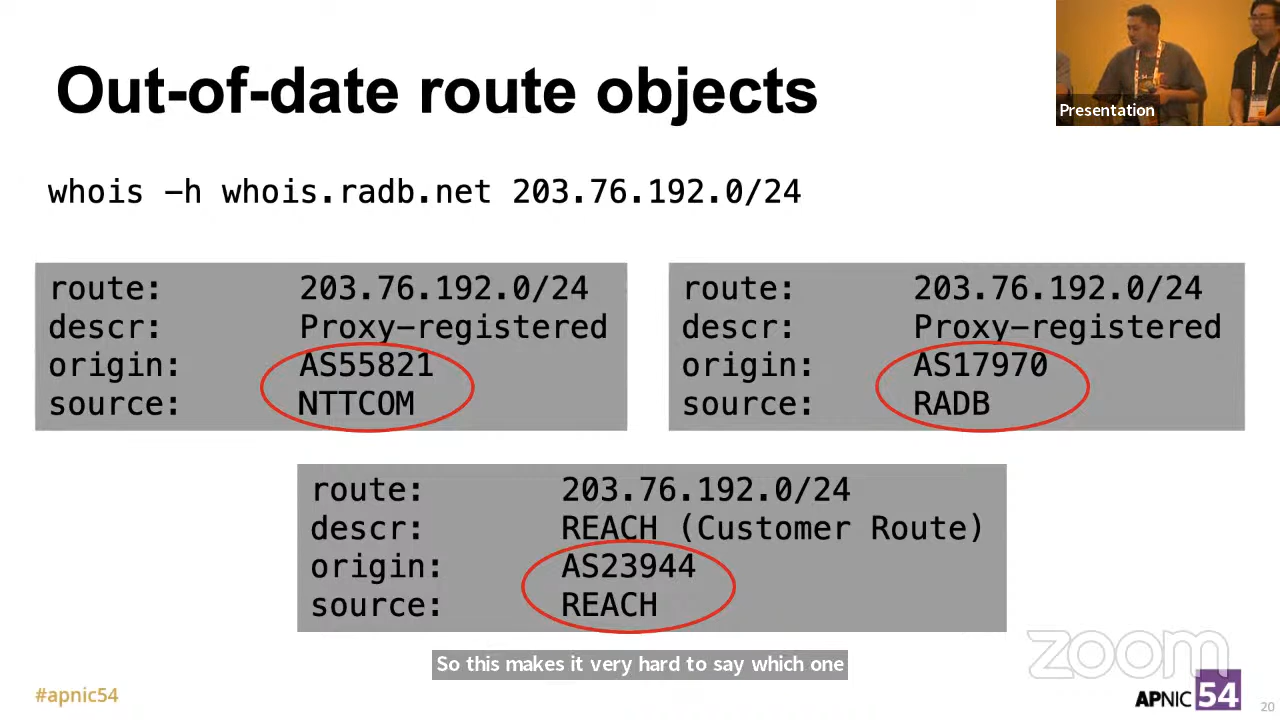 Out-of-date route objects
Presentation
whois -h whois.radb.net 203.76.192.0/24
route: 203.76.192.0/24
descr: Proxy-registered
origin: AS55821
source: NTTCOM
route: 203.76.192.0/24
descr: Proxy-registered
origin: AS17970
source: RADB
route: 203.76.192.0/24
descr: REACH (Customer Route)
origin: AS23944
source: REACH
So this makes it very hard to say which one
zoom
#apnic54
APNIC 54
20